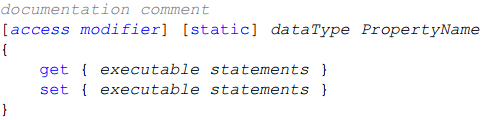 documentation comment
[access modifier] [static] dataType PropertyName
{
get { executable statements }
set { executable statements }
}